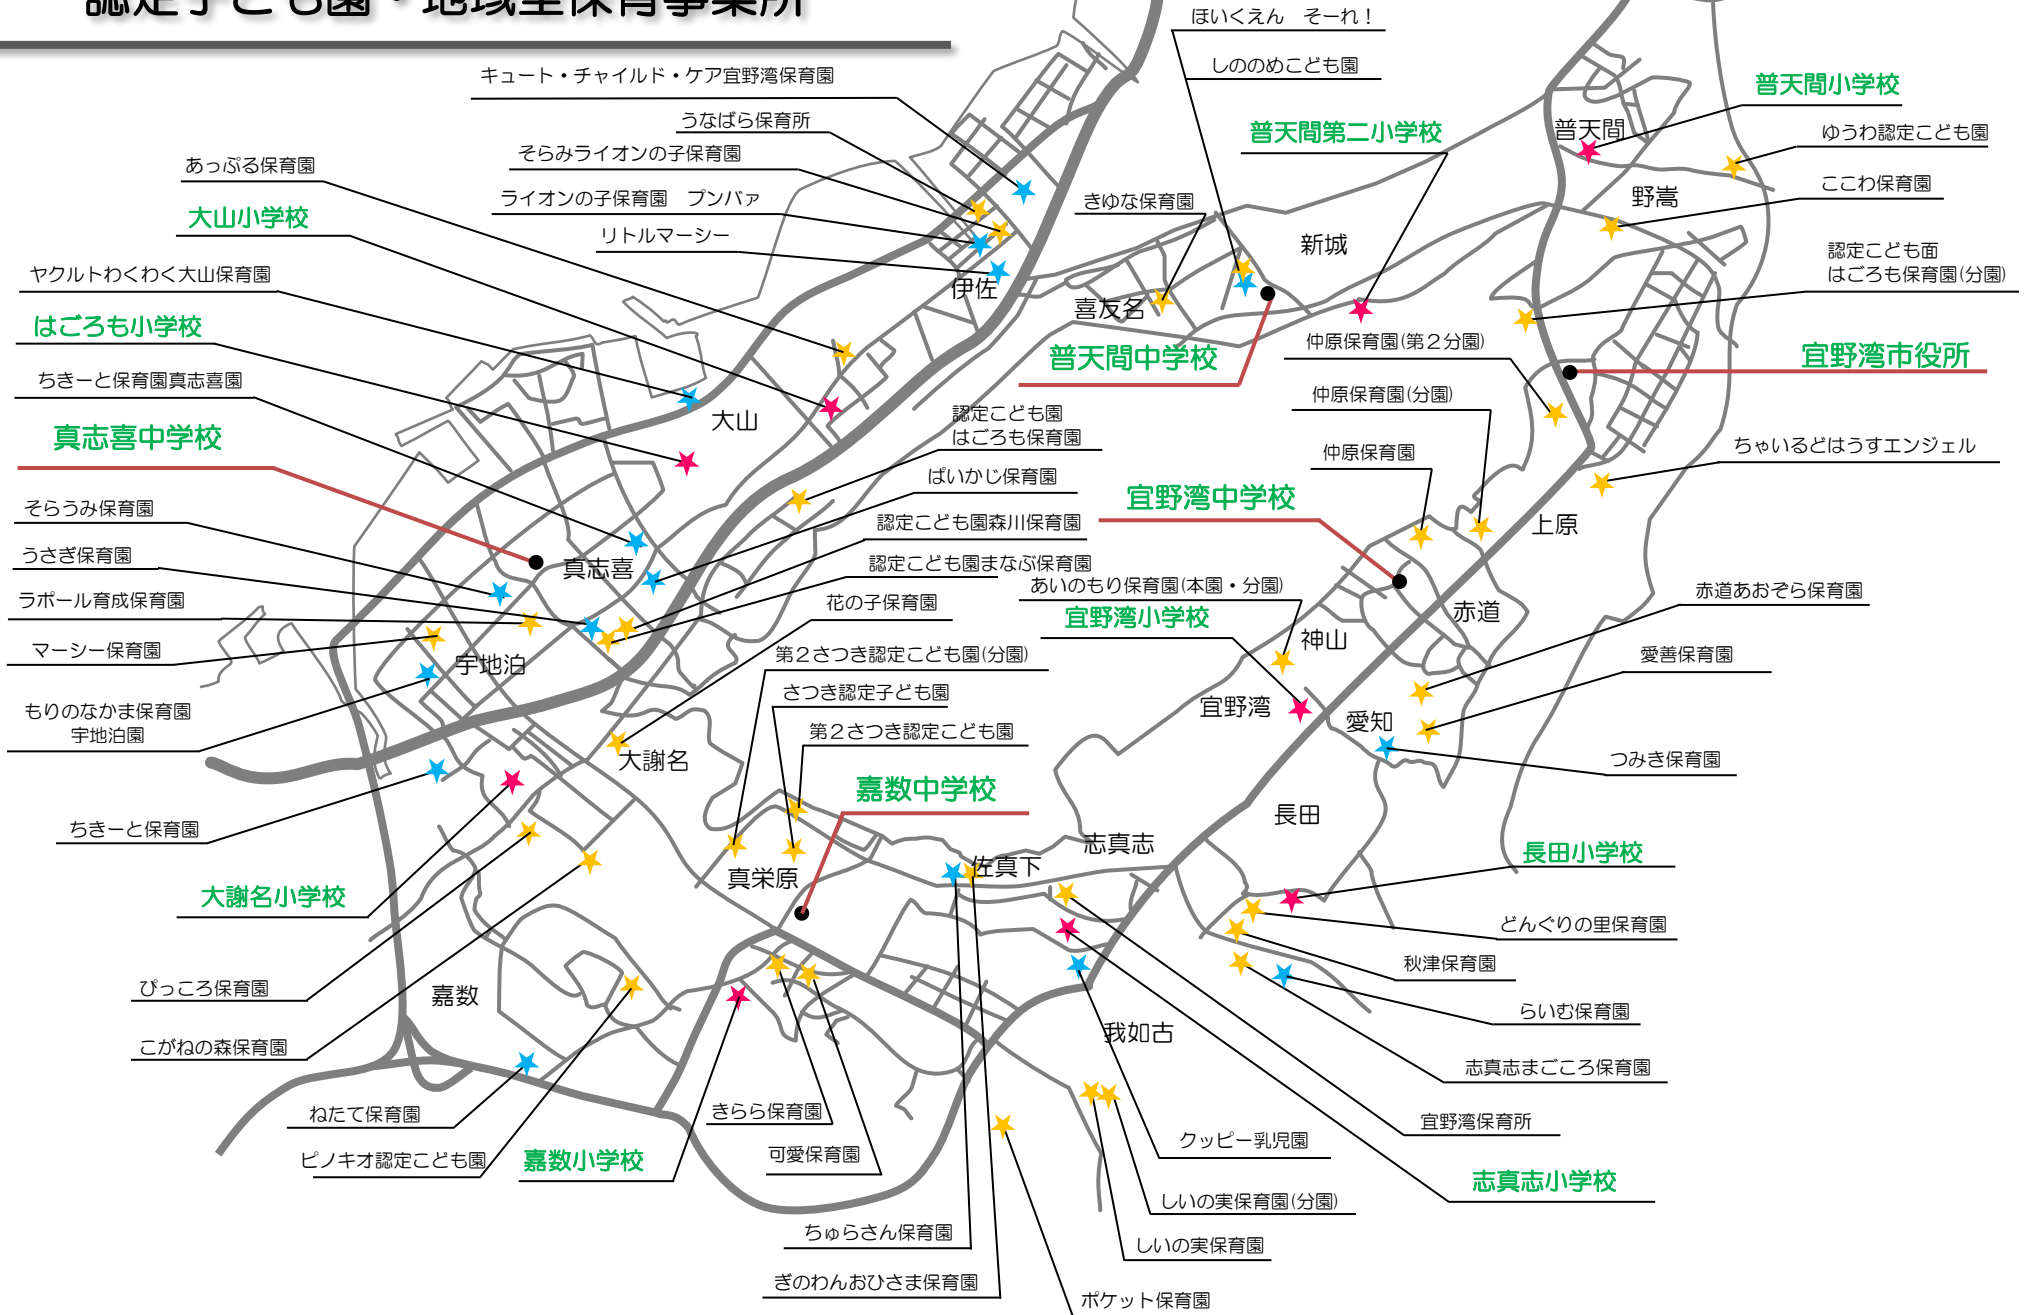 認定子ども園・地域型保育事業所
ほいくえん　そーれ！
しののめこども園
キュート・チャイルド・ケア宜野湾保育園
うなばら保育所
そらみライオンの子保育園
ライオンの子保育園　プンバァ
リトルマーシー
あっぷる保育園
大山小学校
ヤクルトわくわく大山保育園
はごろも小学校
ちきーと保育園真志喜園
真志喜中学校
そらうみ保育園
うさぎ保育園
ラポール育成保育園
マーシー保育園
もりのなかま保育園
宇地泊園
ちきーと保育園
大謝名小学校
ぴっころ保育園
こがねの森保育園
ねたて保育園
ピノキオ認定こども園
嘉数小学校
きらら保育園
可愛保育園
ちゅらさん保育園
ぎのわんおひさま保育園
ポケット保育園
しいの実保育園
しいの実保育園(分園)
クッピー乳児園
志真志小学校
宜野湾保育所
志真志まごころ保育園
らいむ保育園
秋津保育園
どんぐりの里保育園
長田小学校
つみき保育園
愛善保育園
赤道あおぞら保育園
ちゃいるどはうすエンジェル
宜野湾市役所
認定こども面
はごろも保育園(分園)
ここわ保育園
ゆうわ認定こども園
普天間小学校
普天間第二小学校
きゆな保育園
普天間中学校
仲原保育園(第２分園)
仲原保育園(分園)
仲原保育園
宜野湾中学校
認定こども園
はごろも保育園
ぱいかじ保育園
認定こども園森川保育園
認定こども園まなぶ保育園
あいのもり保育園(本園・分園)
宜野湾小学校
花の子保育園
第２さつき認定こども園(分園)
さつき認定子ども園
第２さつき認定こども園
嘉数中学校
普天間
野嵩
新城
喜友名
伊佐
大山
真志喜
宇地泊
大謝名
上原
赤道
神山
宜野湾
愛知
長田
志真志
佐真下
真栄原
嘉数
我如古